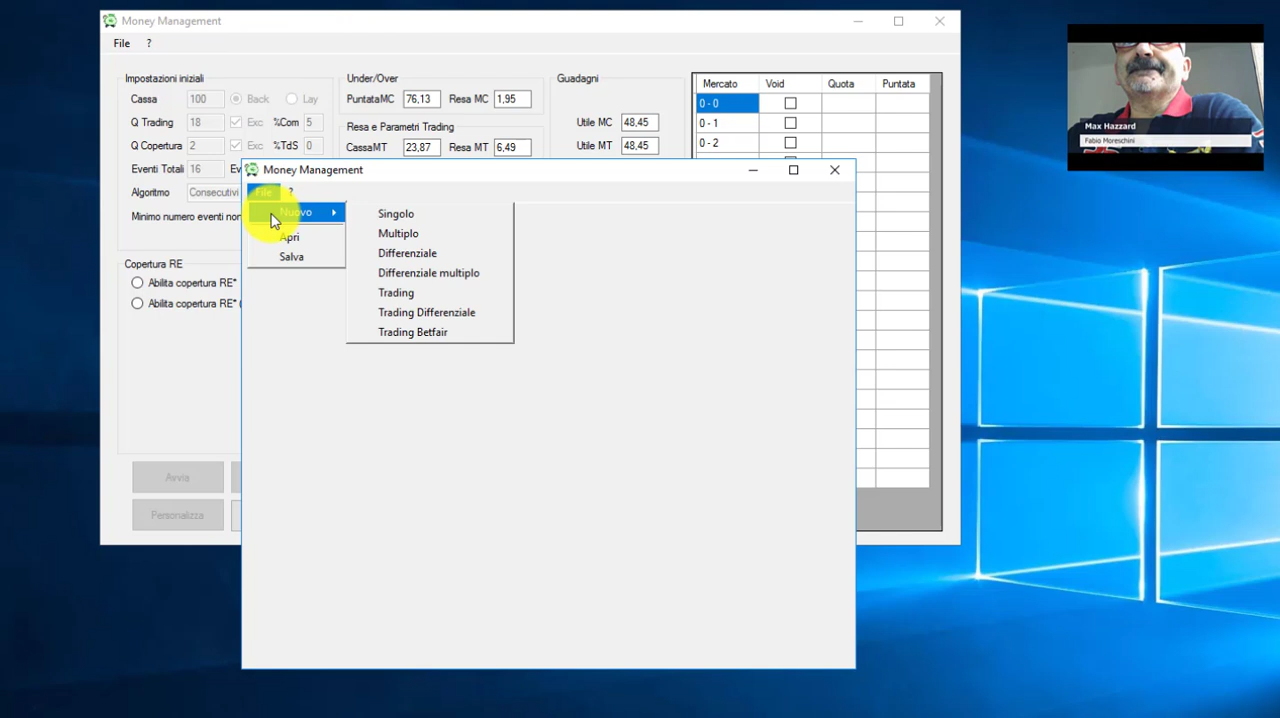 Money Management
File ?
Impostazioni iniziali
Cassa 100 Back Lay
Q Trading 18 Exc %Com 5
Q Copertura 2 Exc %TdS 0
Eventi Totali 16
Algoritmo Consecutivi
Minimo numero eventi
Copertura RE
Abilita copertura RE*
Abilita copertura RE*
Avvia
Personalizza
Under/Over
PuntataMC 76,13 Resa MC 1,95
Resa e Parametri Trading
CassaMT 23,87 Resa MT 6,49
Guadagni
Utile MC 48,45
Utile MT 48,45
Mercato Void Quota Puntata
0 - 0
0 - 1
0 - 2
Money Management
File ?
Nuovo
Apri
Salva
Singolo
Multiplo
Differenziale
Differenziale multiplo
Trading
Trading Differenziale
Trading Betfair
Max Hazzard
Fabio Moreschini